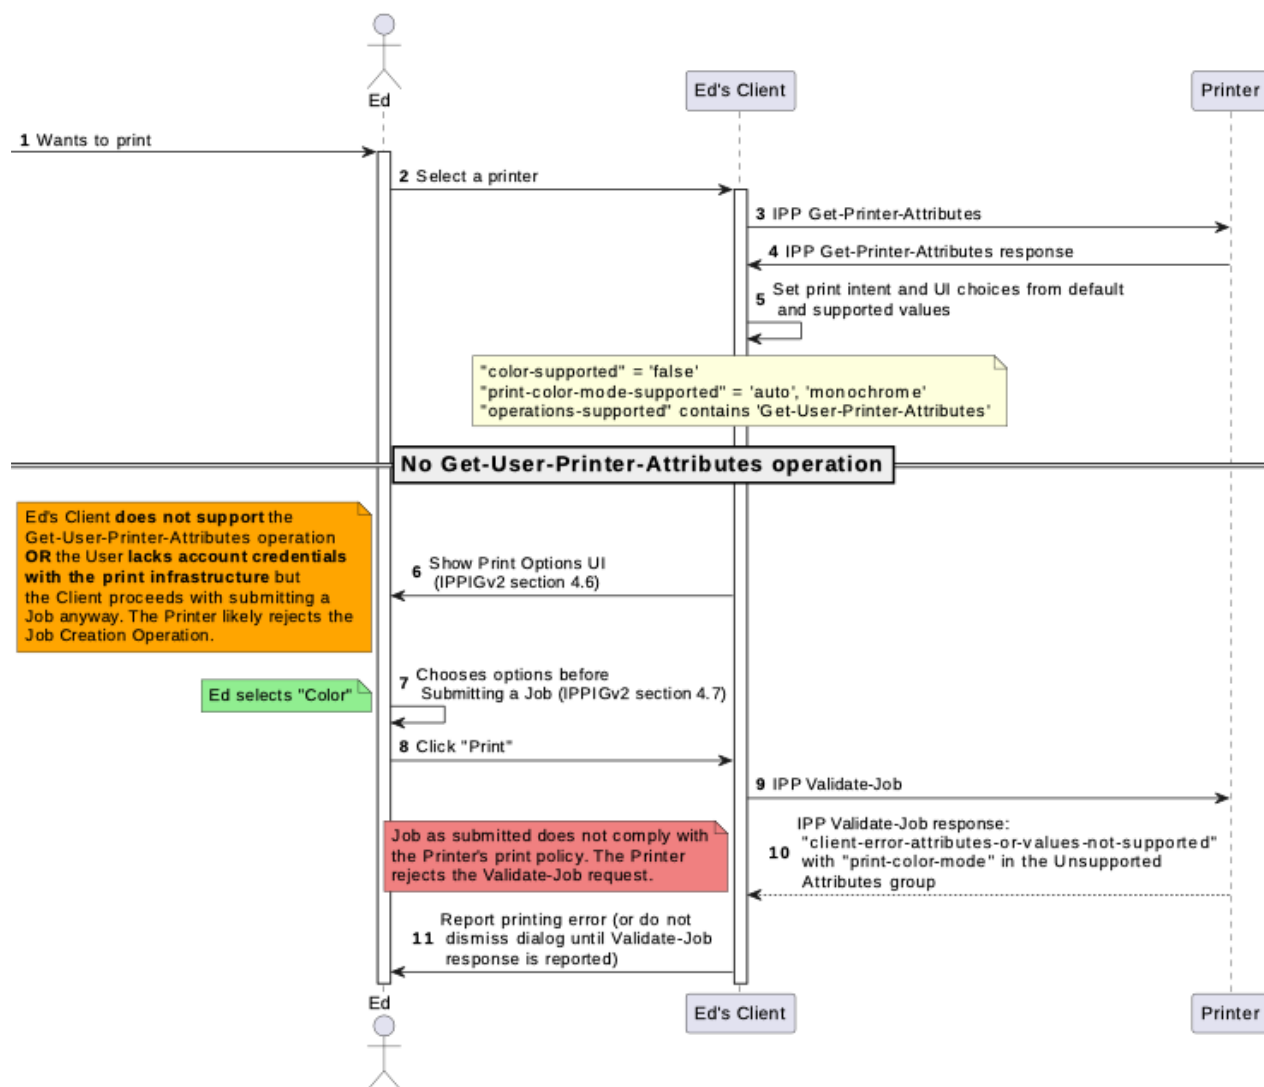 Ed
Ed's Client
Printer
1 Wants to print
2 Select a printer
3 IPP Get-Printer-Attributes
4 IPP Get-Printer-Attributes response
5 Set print intent and UI choices from default
and supported values
"color-supported" = 'false'
"print-color-mode-supported" = 'auto', 'monochrome'
"operations-supported" contains 'Get-User-Printer-Attributes'
No Get-User-Printer-Attributes operation
Ed's Client does not support the
Get-User-Printer-Attributes operation
OR the User lacks account credentials
with the print infrastructure but
the Client proceeds with submitting a
Job anyway. The Printer likely rejects the
Job Creation Operation.
6 Show Print Options UI
(IPPIGv2 section 4.6)
7 Chooses options before
Submitting a Job (IPPIGv2 section 4.7)
Ed selects "Color"
8 Click "Print"
9 IPP Validate-Job
Job as submitted does not comply with
the Printer's print policy. The Printer
rejects the Validate-Job request.
10 IPP Validate-Job response:
"client-error-attributes-or-values-not-supported"
with "print-color-mode" in the Unsupported
Attributes group
11 Report printing error (or do not
dismiss dialog until Validate-Job
response is reported)
Ed
Ed's Client
Printer